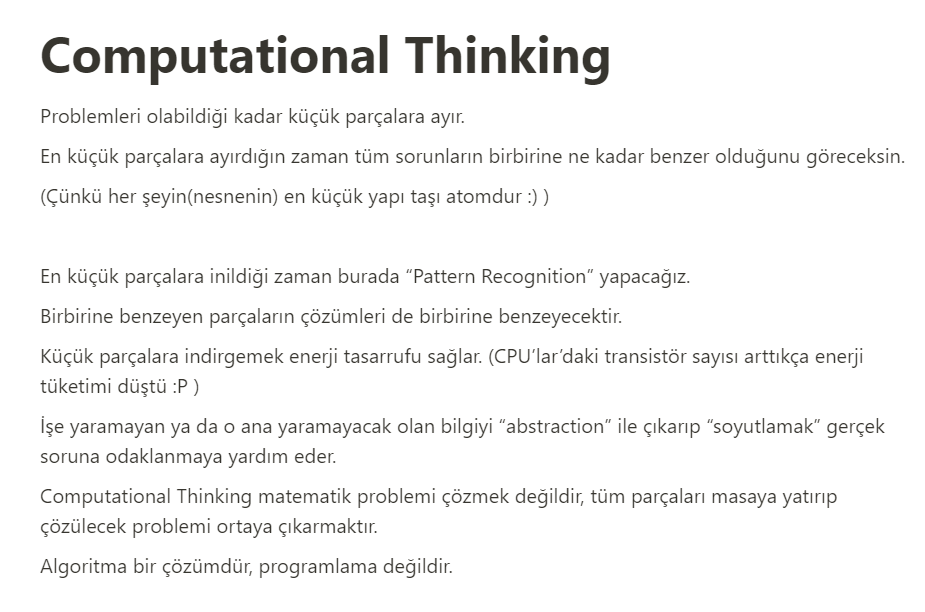 Computational Thinking
Problemleri olabildiği kadar küçük parçalara ayır.
En küçük parçalara ayırdığın zaman tüm sorunların birbirine ne kadar benzer olduğunu göreceksin.
(Çünkü her şeyin(nesnenin) en küçük yapı taşı atomdur :) )
En küçük parçalara inildiği zaman burada “Pattern Recognition” yapacağız.
Birbirine benzeyen parçaların çözümleri de birbirine benzeyecektir.
Küçük parçalara indirgemek enerji tasarrufu sağlar. (CPU’lar’daki transistör sayısı arttıkça enerji
tüketimi düştü :P )
İşe yaramayan ya da o ana yaramayacak olan bilgiyi “abstraction” ile çıkarıp “soyutlamak” gerçek
soruna odaklanmaya yardım eder.
Computational Thinking matematik problemi çözmek değildir, tüm parçaları masaya yatırıp
çözülecek problemi ortaya çıkarmaktır.
Algoritma bir çözümdür, programlama değildir.